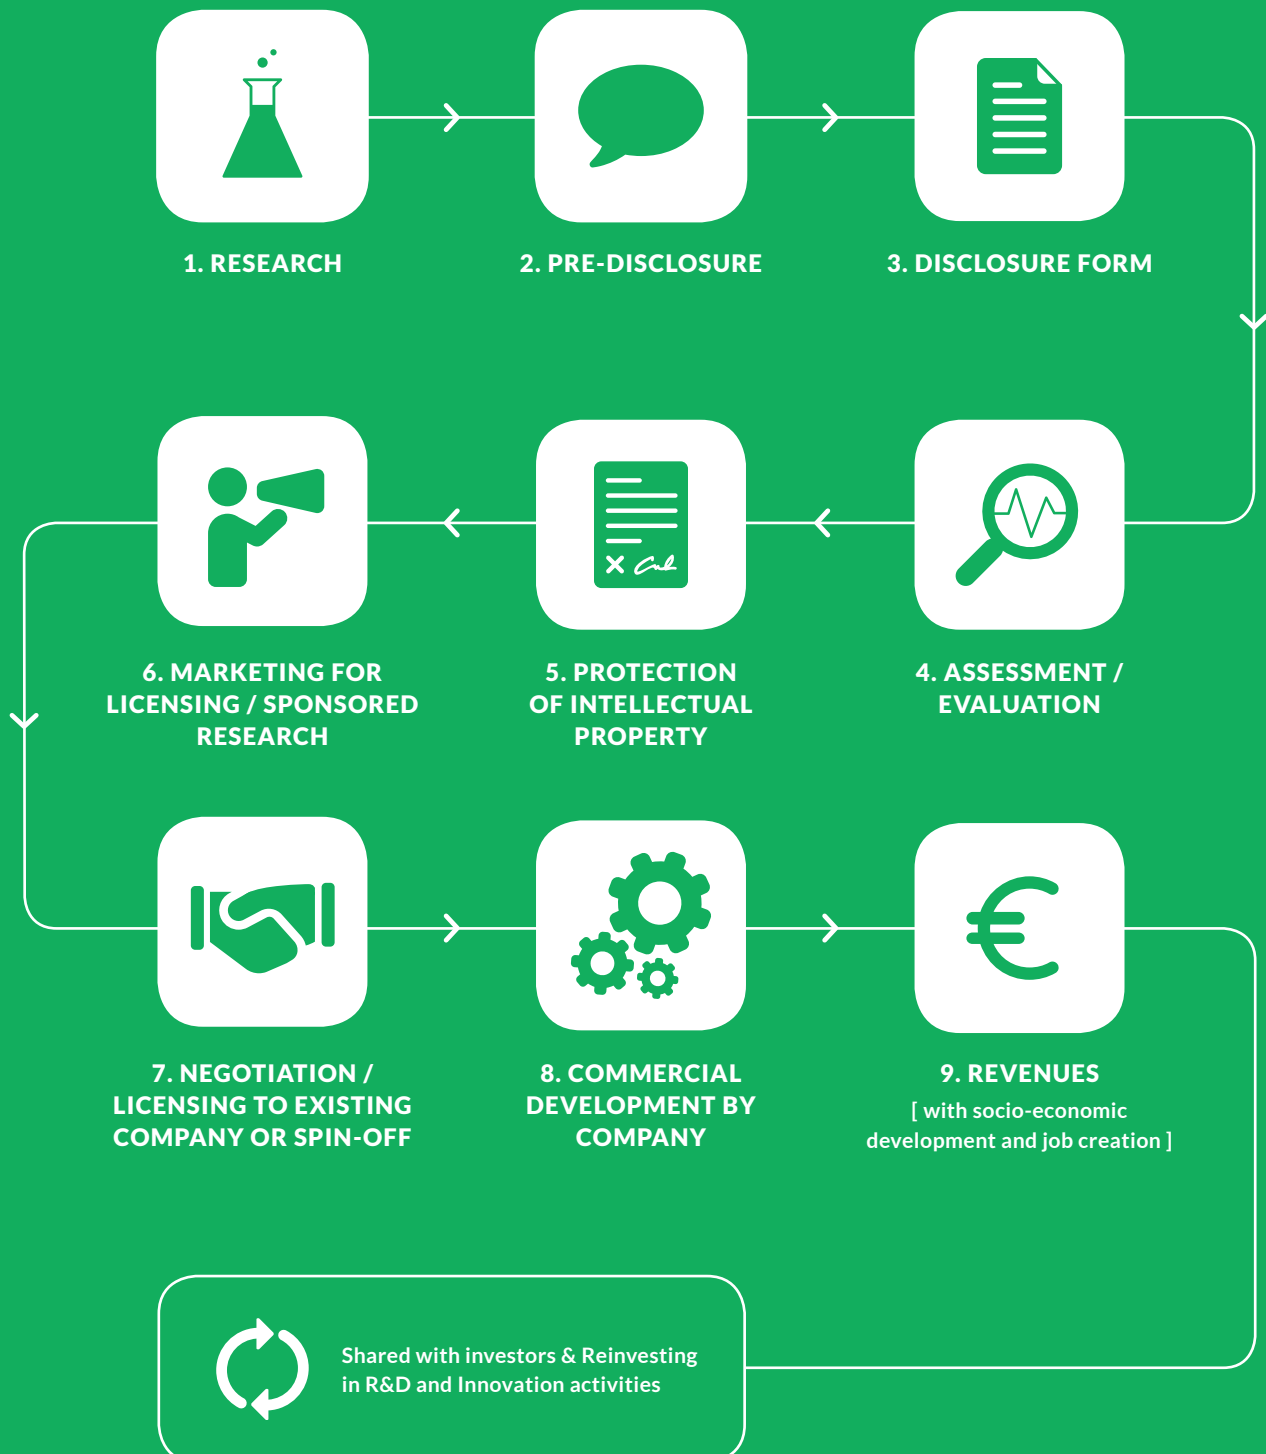 1. RESEARCH
2. PRE-DISCLOSURE
3. DISCLOSURE FORM
4. ASSESSMENT /
EVALUATION
5. PROTECTION
OF INTELLECTUAL
PROPERTY
6. MARKETING FOR
LICENSING / SPONSORED
RESEARCH
7. NEGOTIATION /
LICENSING TO EXISTING
COMPANY OR SPIN-OFF
8. COMMERCIAL
DEVELOPMENT BY
COMPANY
9. REVENUES
[ with socio-economic
development and job creation ]
Shared with investors & Reinvesting
in R&D and Innovation activities